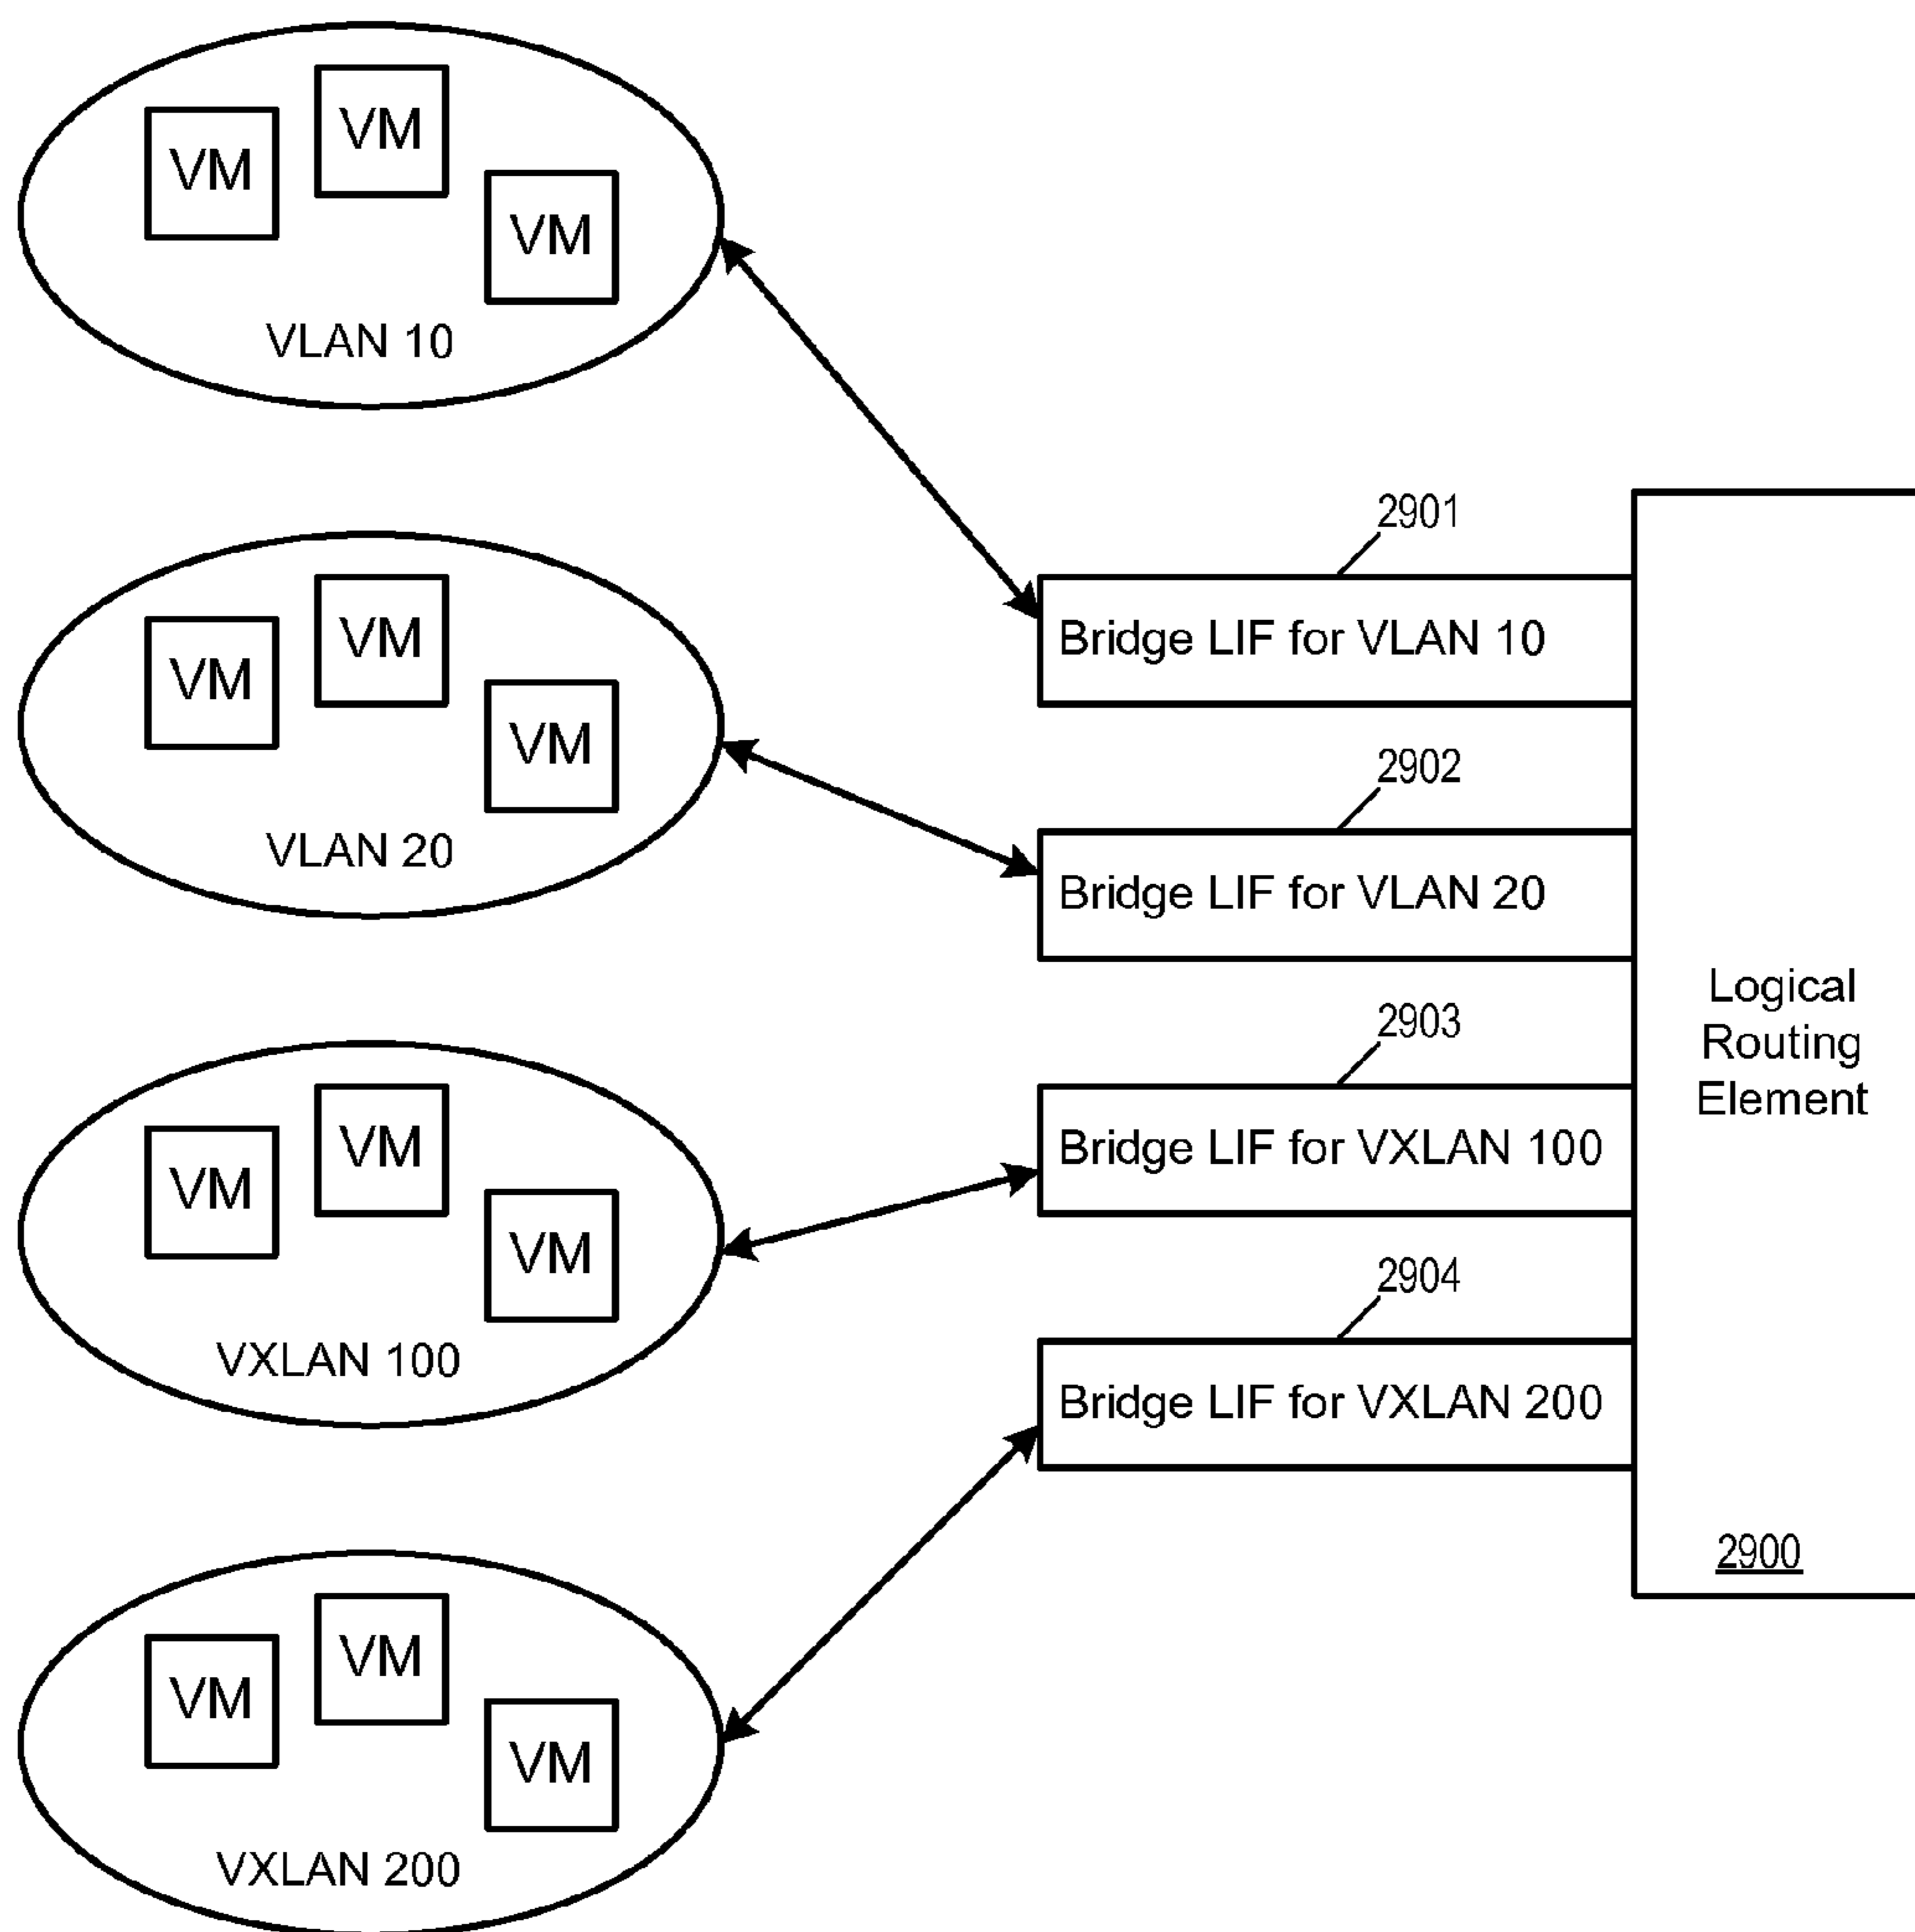 VM
VM
VM
VLAN 10
VM
VM
VM
VLAN 20
VM
VM
VM
VXLAN 100
VM
VM
VM
VXLAN 200
2901
Bridge LIF for VLAN 10
2902
Bridge LIF for VLAN 20
2903
Bridge LIF for VXLAN 100
2904
Bridge LIF for VXLAN 200
Logical
Routing
Element
2900